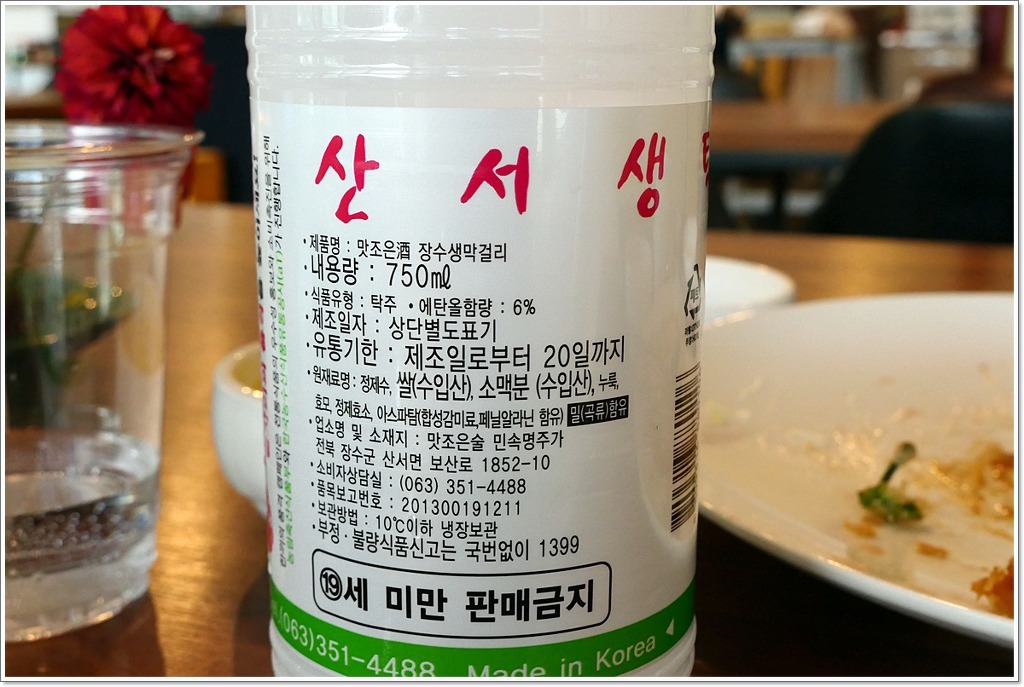 산 서 생
· 제품명 : 맛조은酒 장수생막걸리
· 내용량 : 750㎖
· 식품유형 : 탁주 · 에탄올함량 : 6%
· 제조일자 : 상단별도표기
· 유통기한 : 제조일로부터 20일까지
· 원재료명 : 정제수, 쌀(수입산), 소맥분 (수입산), 누룩,
효모, 정제효소, 아스파탐(합성감미료,페닐알라닌 함유) 밀(곡류)함유
· 업소명 및 소재지 : 맛조은술 민속명주가
전북 장수군 산서면 보산로 1852-10
· 소비자상담실 : (063) 351-4488
· 품목보고번호 : 201300191211
· 보관방법 : 10℃이하 냉장보관
· 부정 · 불량식품신고는 국번없이 1399
⑲세 미만 판매금지
(063)351-4488 Made in Korea ◀